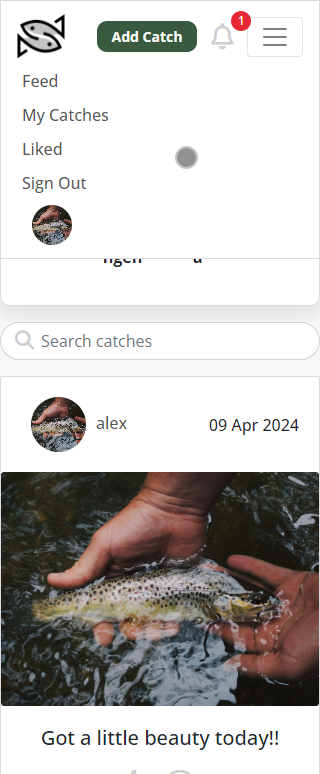 Add Catch
1
Feed
My Catches
Liked
Sign Out
Search catches
alex
09 Apr 2024
Got a little beauty today!!